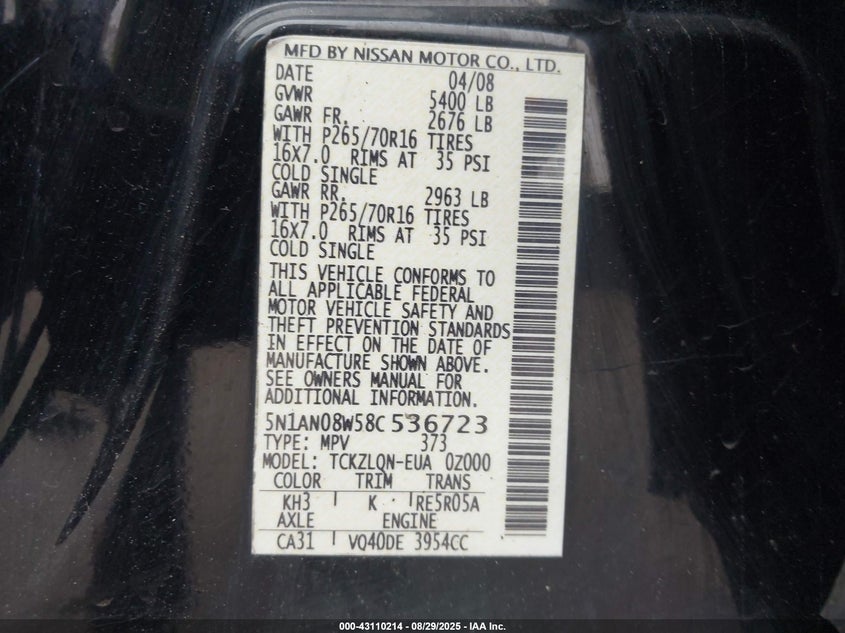 MFD BY NISSAN MOTOR CO., LTD.
DATE 04/08
GVWR 5400 LB
GAWR FR. 2676 LB
WITH P265/70R16 TIRES
16X7.0 RIMS AT 35 PSI
COLD SINGLE
GAWR RR. 2963 LB
WITH P265/70R16 TIRES
16X7.0 RIMS AT 35 PSI
COLD SINGLE
THIS VEHICLE CONFORMS TO
ALL APPLICABLE FEDERAL
MOTOR VEHICLE SAFETY AND
THEFT PREVENTION STANDARDS
IN EFFECT ON THE DATE OF
MANUFACTURE SHOWN ABOVE.
SEE OWNERS MANUAL FOR
ADDITIONAL INFORMATION.
5N1AN08W58C536723
TYPE: MPV 373
MODEL: TCKZLQN-EUA 0Z000
COLOR TRIM TRANS
KH3 K RE5R05A
AXLE ENGINE
CA31 VQ40DE 3954CC
000-43110214 - 08/29/2025 - IAA Inc.